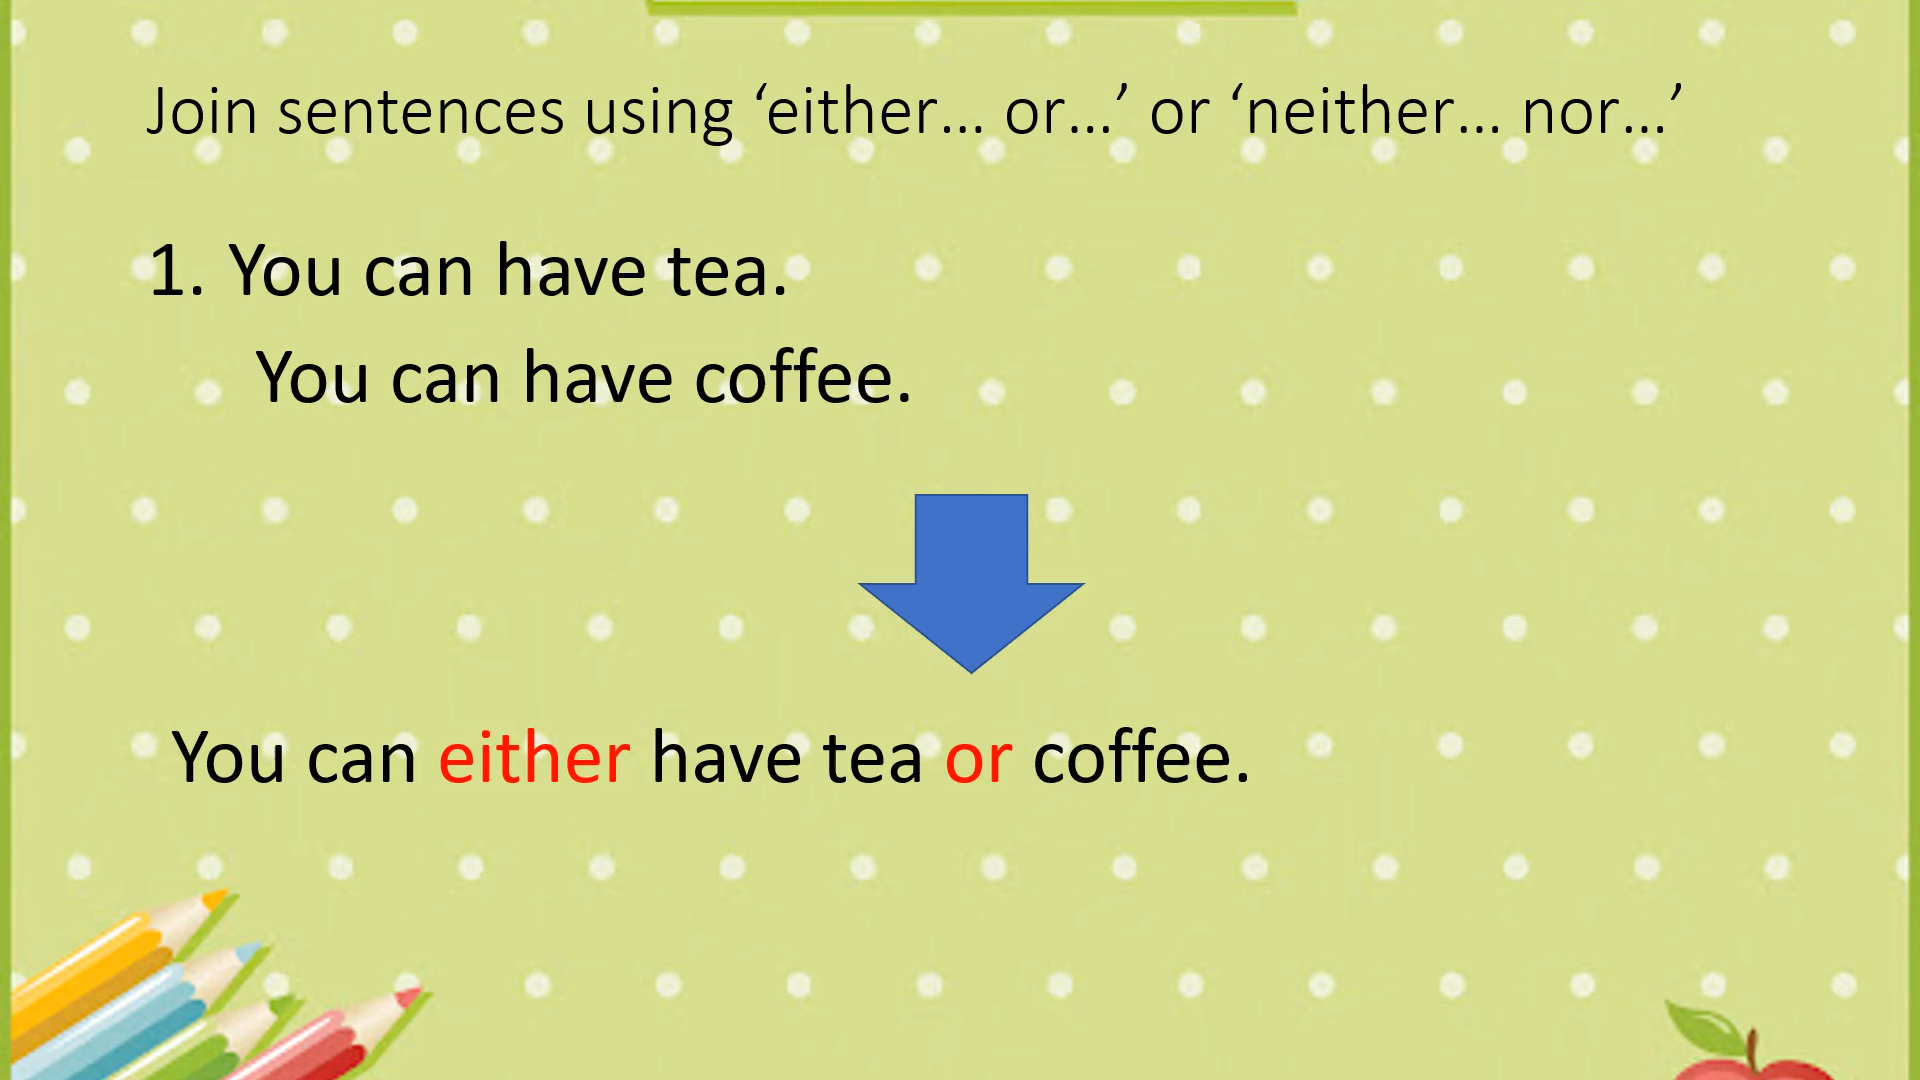 Join sentences using ‘either… or…’ or ‘neither… nor…’
1. You can have tea.
You can have coffee.
You can either have tea or coffee.